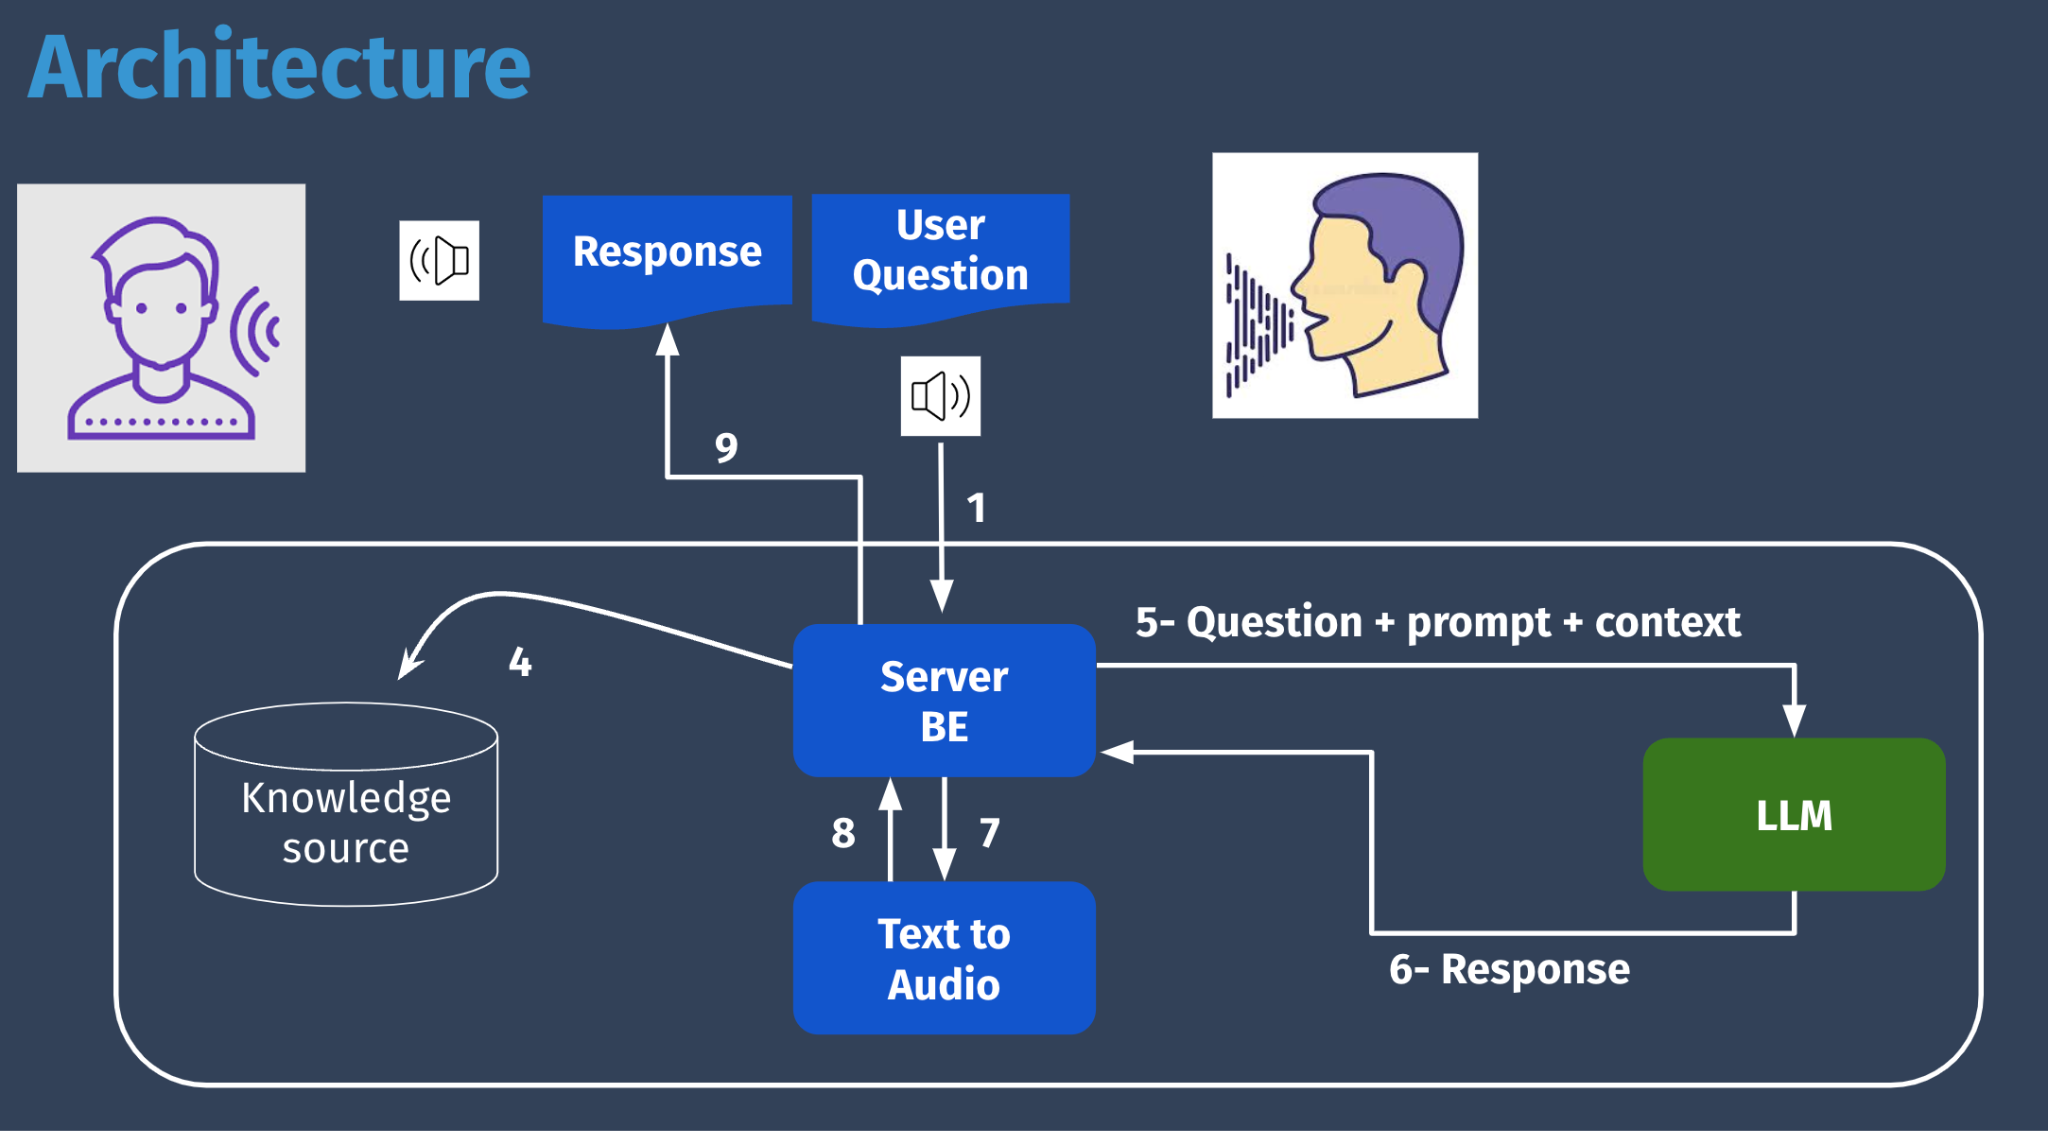 Architecture
Response
User
Question
9
1
4
5- Question + prompt + context
Server
BE
Knowledge
source
8
7
LLM
Text to
Audio
6- Response